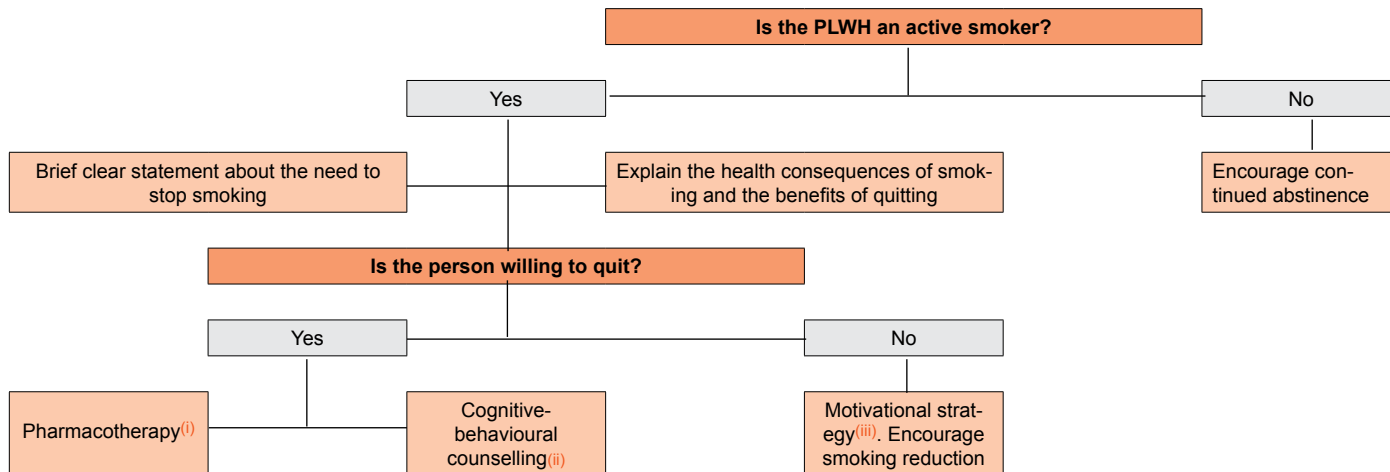 Is the PLWH an active smoker?
Yes
No
Brief clear statement about the need to
stop smoking
Explain the health consequences of smok-
ing and the benefits of quitting
Encourage con-
tinued abstinence
Is the person willing to quit?
Yes
No
Pharmacotherapy(i)
Cognitive-
behavioural
counselling(ii)
Motivational strat-
egy(iii). Encourage
smoking reduction